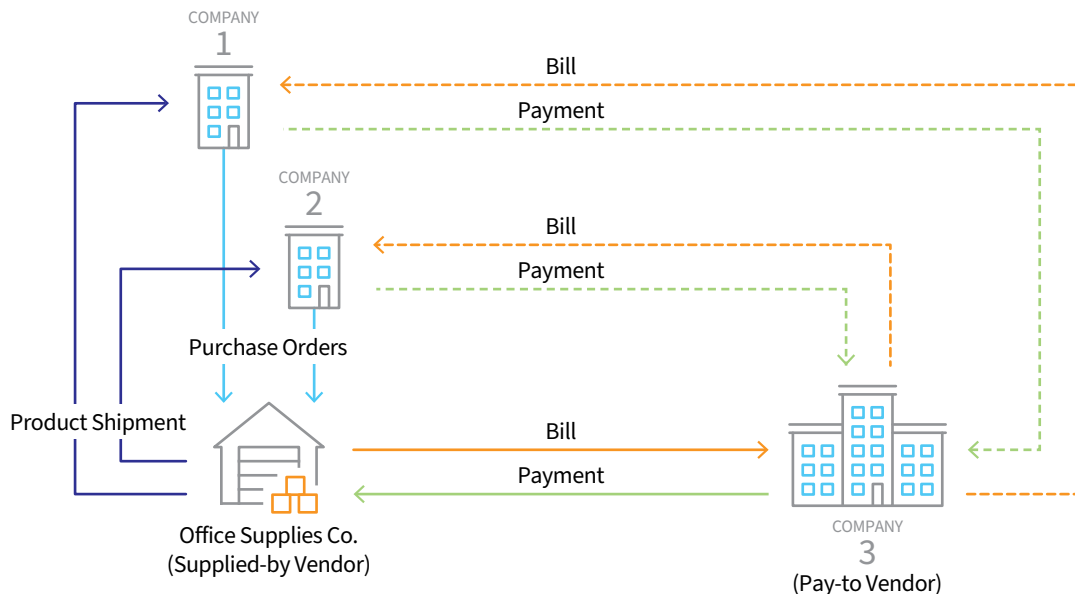 COMPANY
1
Bill
Payment
COMPANY
2
Bill
Payment
Purchase Orders
Product Shipment
Bill
Payment
Office Supplies Co.
(Supplied-by Vendor)
COMPANY
3
(Pay-to Vendor)